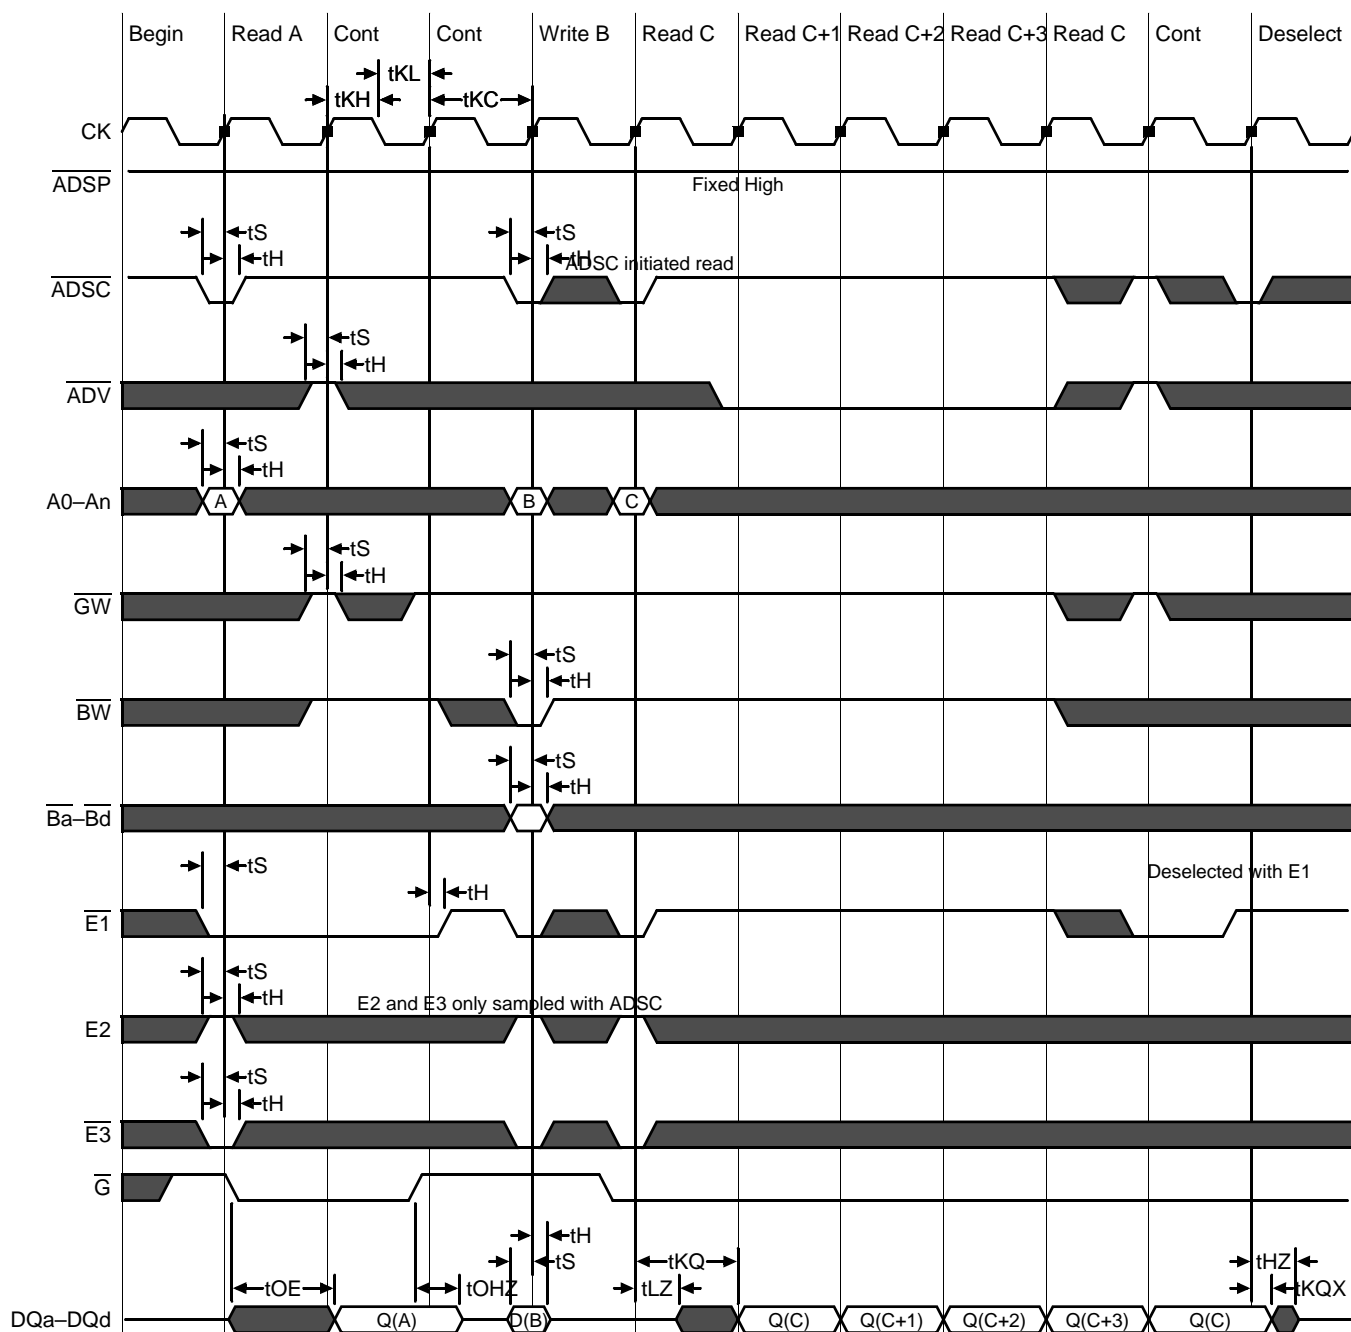 Begin Read A Cont Cont Write B Read C Read C+1 Read C+2 Read C+3 Read C Cont Deselect
tKL
tKH tKC
CK
ADSP
Fixed High
tS tS
tH tH
ADSC initiated read
ADSC
tS
tH
ADV
tS
tH
A0–An A B C
tS
tH
GW
tS
tH
BW
tS
tH
Ba–Bd
tS
Deselected with E1
tH
E1
tS
tH
E2 and E3 only sampled with ADSC
E2
tS
tH
E3
G
tH
tS tKQ tHZ
tOE tOHZ tLZ tKQX
DQa–DQd Q(A) D(B) Q(C) Q(C+1) Q(C+2) Q(C+3) Q(C)